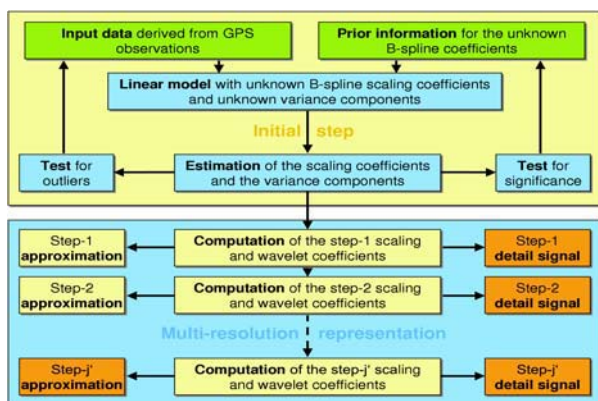 Input data derived from GPS
observations
Prior information for the unknown
B-spline coefficients
Linear model with unknown B-spline scaling coefficients
and unknown variance components
Initial step
Test for
outliers
Estimation of the scaling coefficients
and the variance components
Test for
significance
Step-1
approximation
Computation of the step-1 scaling
and wavelet coefficients
Step-1
detail signal
Step-2
approximation
Computation of the step-2 scaling
and wavelet coefficients
Step-2
detail signal
Multi-resolution representation
Step-j'
approximation
Computation of the step-j' scaling
and wavelet coefficients
Step-j'
detail signal